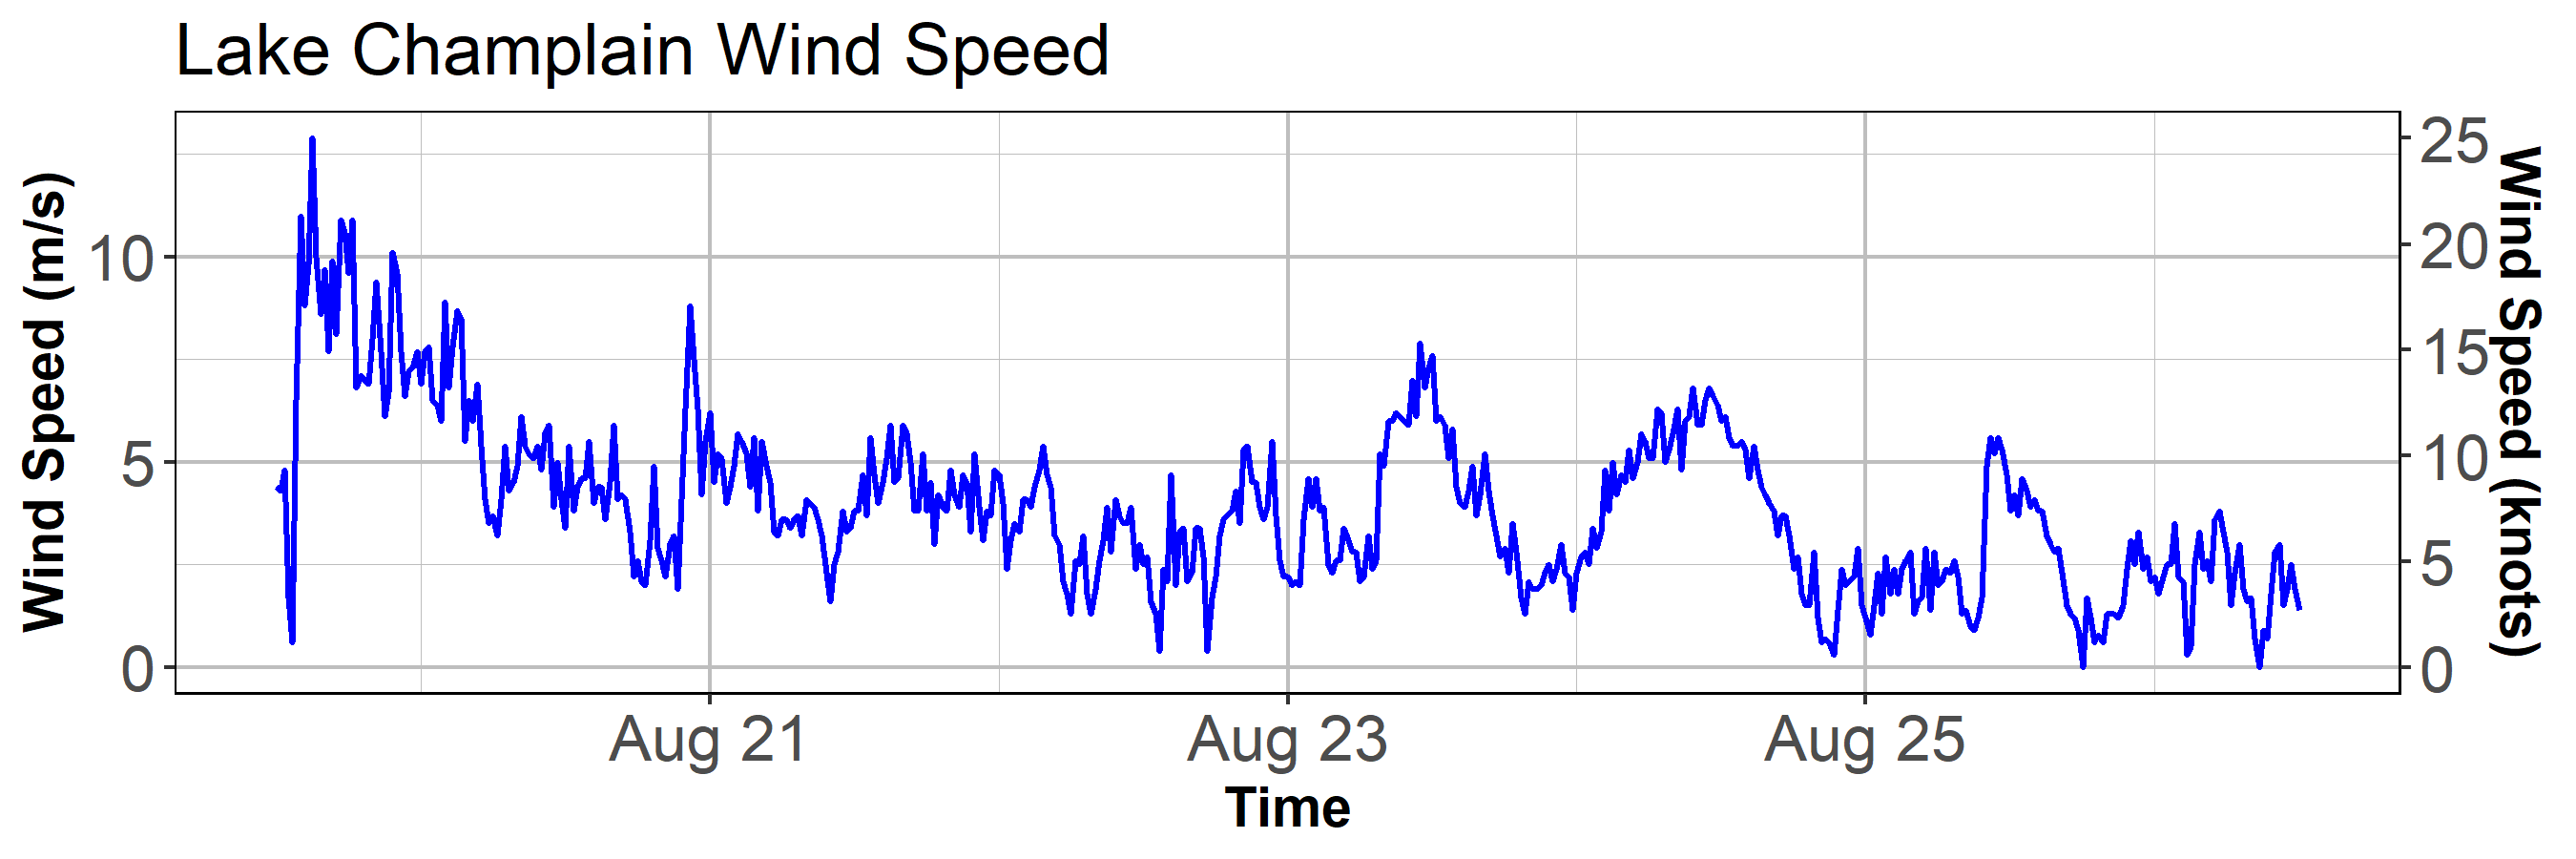 Lake Champlain Wind Speed
Wind Speed (m/s)
10
5
0
25
20
15
10
5
0
Wind Speed (knots)
Aug 21
Aug 23
Aug 25
Time